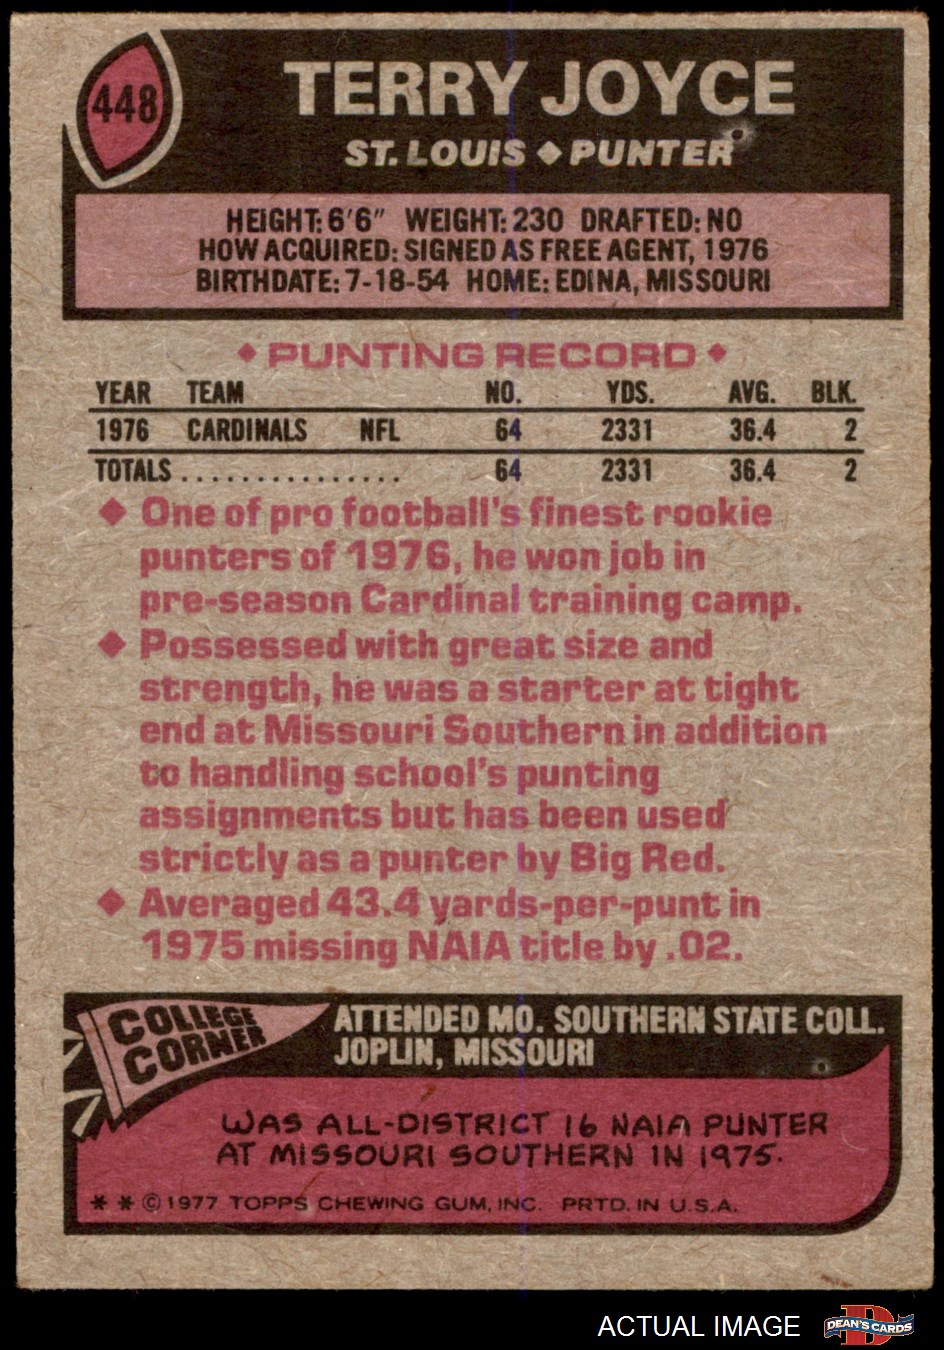 448
TERRY JOYCE
ST. LOUIS ◆ PUNTER
HEIGHT: 6'6" WEIGHT: 230 DRAFTED: NO
HOW ACQUIRED: SIGNED AS FREE AGENT, 1976
BIRTHDATE: 7-18-54 HOME: EDINA, MISSOURI
◆ PUNTING RECORD ◆
YEAR TEAM NO. YDS. AVG. BLK.
1976 CARDINALS NFL 64 2331 36.4 2
TOTALS . . . . . . . . . . . . . . . 64 2331 36.4 2
◆ One of pro football's finest rookie
punters of 1976, he won job in
pre-season Cardinal training camp.
◆ Possessed with great size and
strength, he was a starter at tight
end at Missouri Southern in addition
to handling school's punting
assignments but has been used
strictly as a punter by Big Red.
◆ Averaged 43.4 yards-per-punt in
1975 missing NAIA title by .02.
COLLEGE
CORNER
ATTENDED MO. SOUTHERN STATE COLL.
JOPLIN, MISSOURI
WAS ALL-DISTRICT 16 NAIA PUNTER
AT MISSOURI SOUTHERN IN 1975.
* * © 1977 TOPPS CHEWING GUM, INC. PRTD. IN U.S.A.
ACTUAL IMAGE
D
DEAN'S CARDS